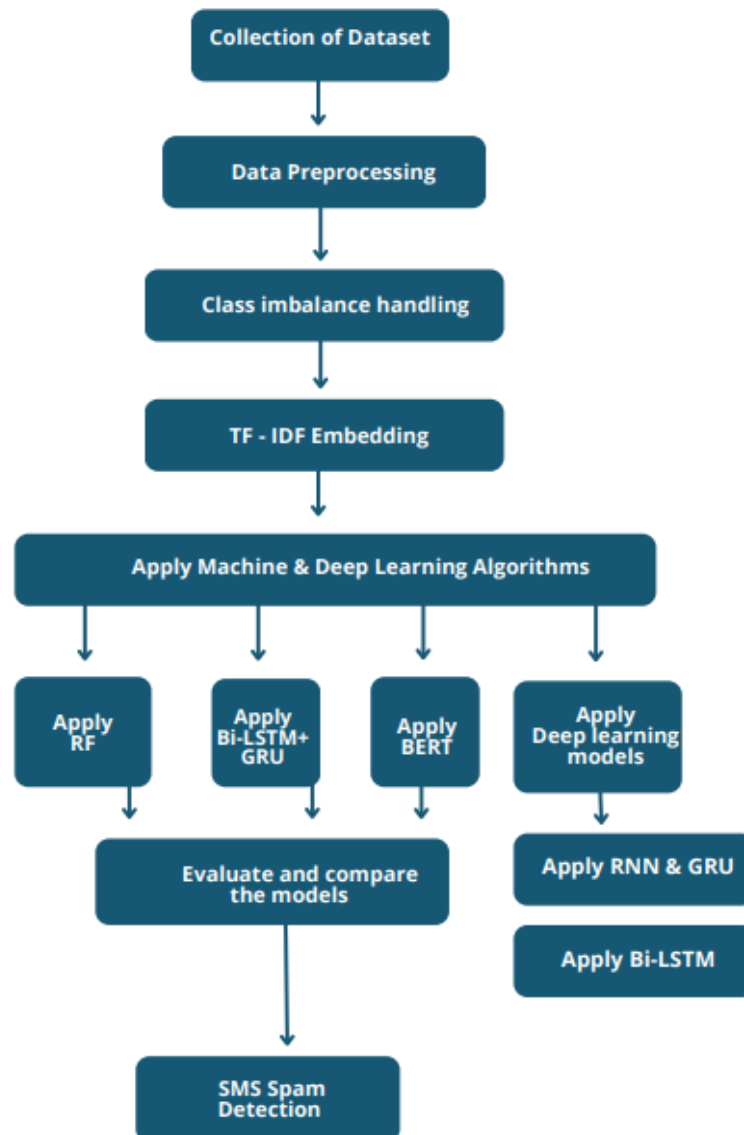 Collection of Dataset
Data Preprocessing
Class imbalance handling
TF - IDF Embedding
Apply Machine & Deep Learning Algorithms
Apply
RF
Apply
Bi-LSTM+
GRU
Apply
BERT
Apply
Deep learning
models
Evaluate and compare
the models
Apply RNN & GRU
Apply Bi-LSTM
SMS Spam
Detection